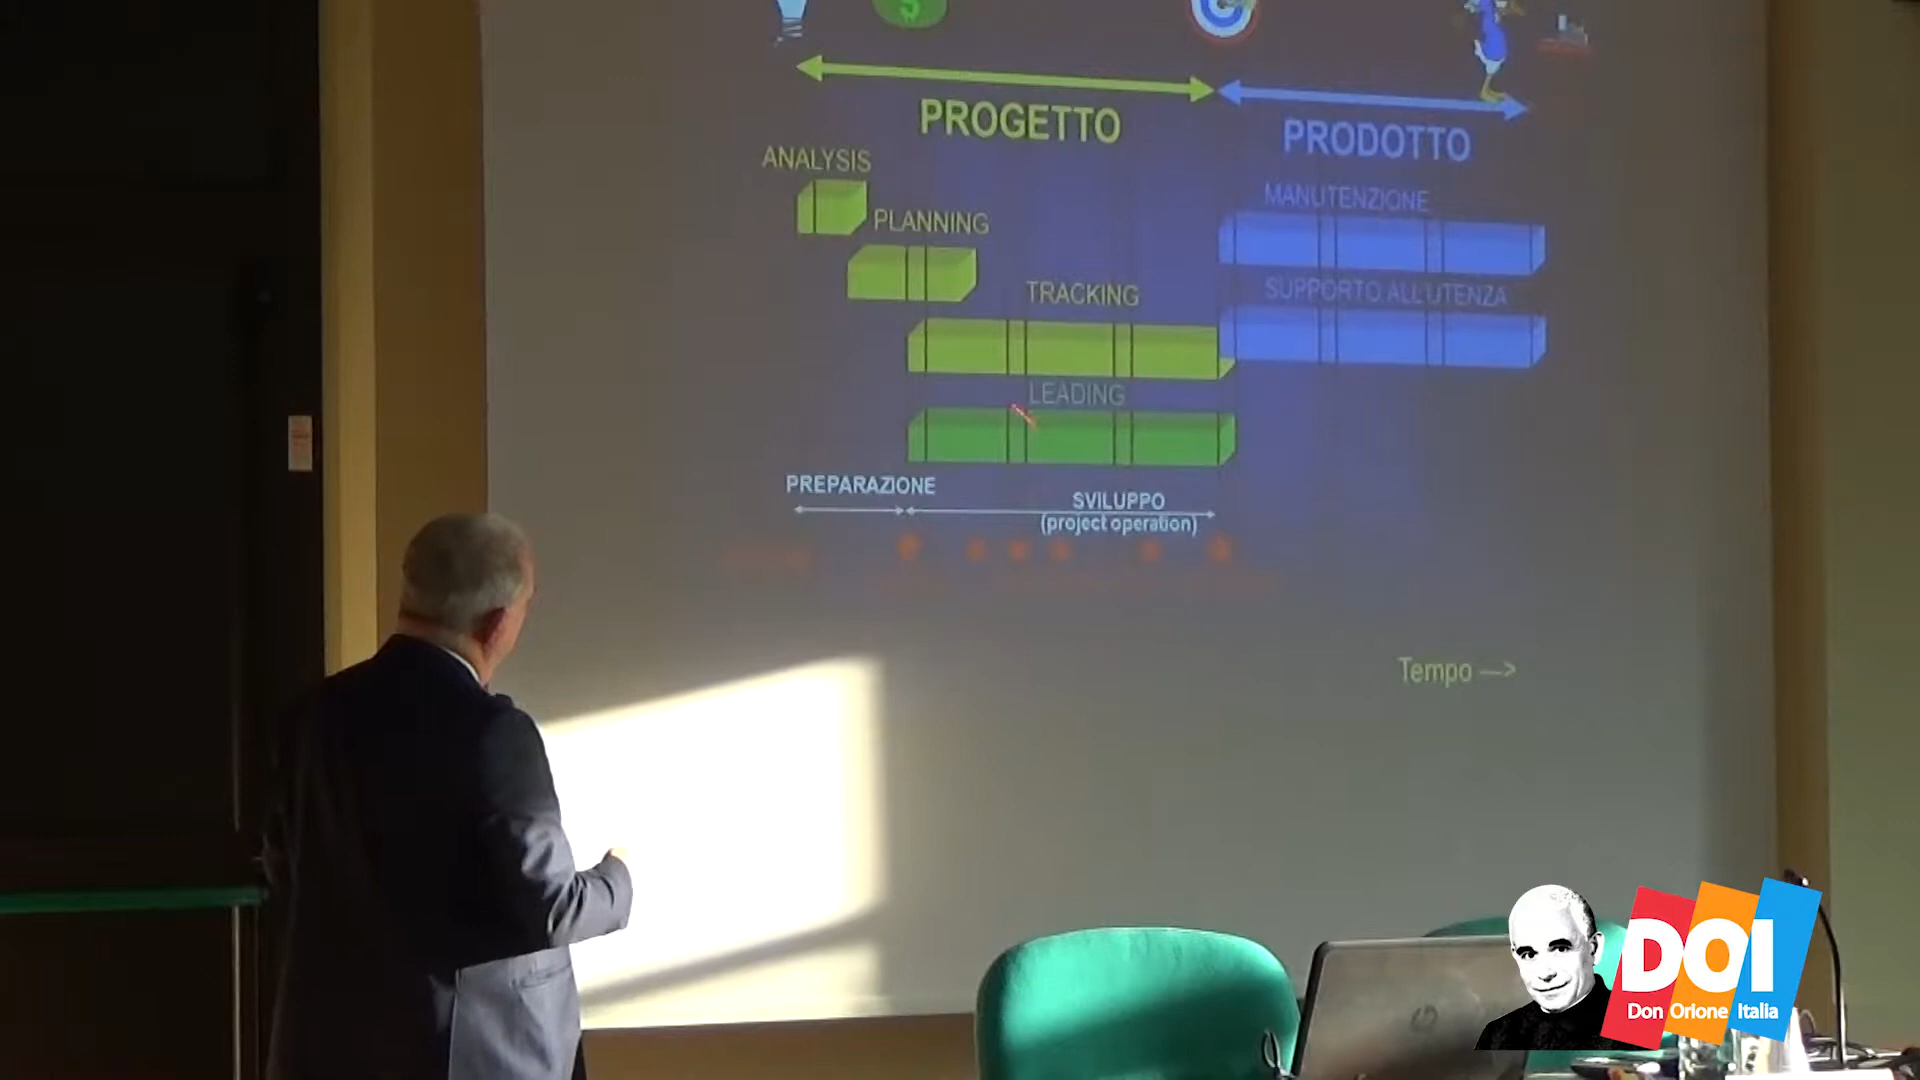 PROGETTO
PRODOTTO
ANALYSIS
PLANNING
MANUTENZIONE
TRACKING
SUPPORTO ALL'UTENZA
LEADING
PREPARAZIONE
SVILUPPO
(project operation)
Tempo -->
DOI
Don Orione Italia